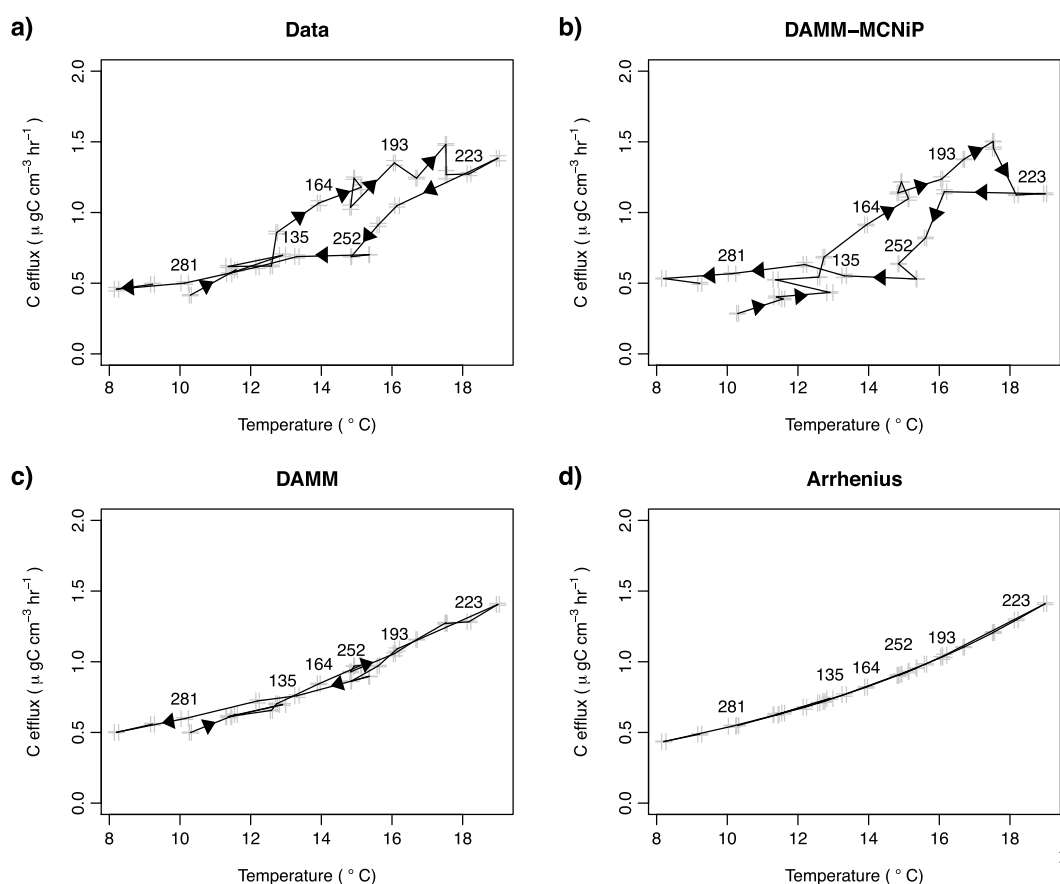 a)
Data
C efflux ( μ gC cm⁻³ hr⁻¹ )
2.0
1.5
1.0
0.5
0.0
193
223
164
135
252
281
8 10 12 14 16 18
Temperature ( ° C)
b)
DAMM−MCNiP
C efflux ( μ gC cm⁻³ hr⁻¹ )
2.0
1.5
1.0
0.5
0.0
193
223
164
252
135
281
8 10 12 14 16 18
Temperature ( ° C)
c)
DAMM
C efflux ( μ gC cm⁻³ hr⁻¹ )
2.0
1.5
1.0
0.5
0.0
223
193
252
164
135
281
8 10 12 14 16 18
Temperature ( ° C)
d)
Arrhenius
C efflux ( μ gC cm⁻³ hr⁻¹ )
2.0
1.5
1.0
0.5
0.0
223
193
252
164
135
281
8 10 12 14 16 18
Temperature ( ° C)